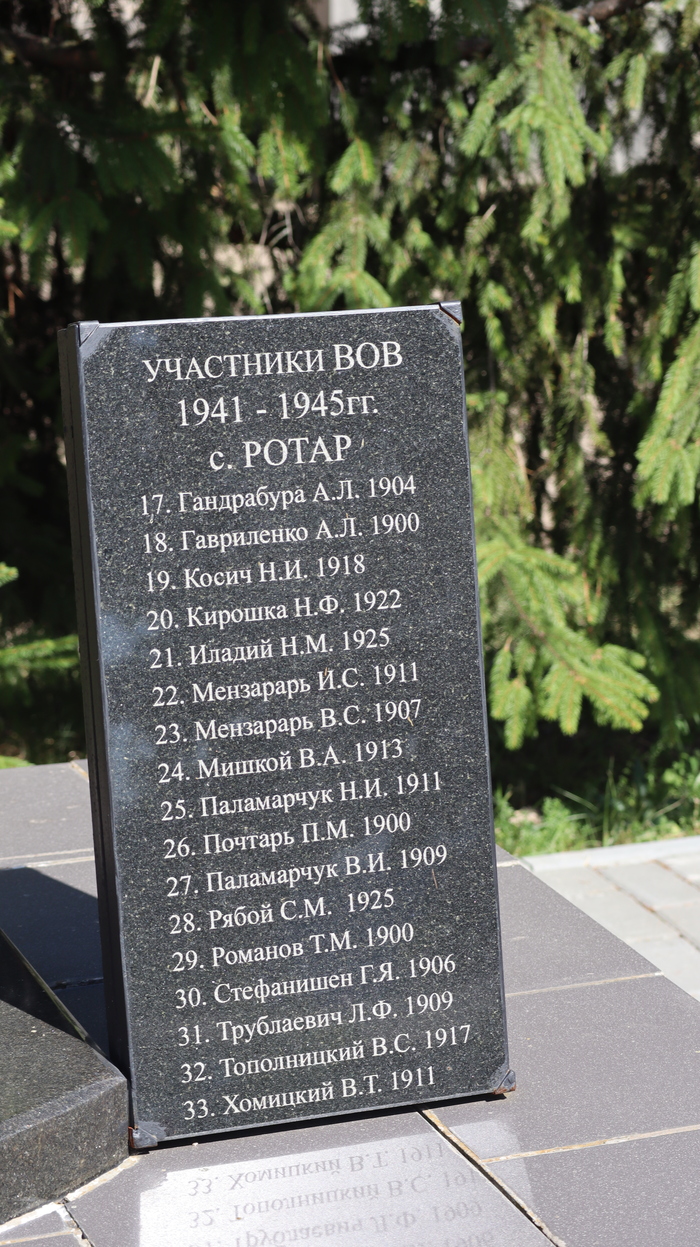 УЧАСТНИКИ ВОВ
1941 - 1945гг.
с. РОТАР
17. Гандрабура А.Л. 1904
18. Гавриленко А.Л. 1900
19. Косич Н.И. 1918
20. Кирошка Н.Ф. 1922
21. Иладий Н.М. 1925
22. Мензарарь И.С. 1911
23. Мензарарь В.С. 1907
24. Мишкой В.А. 1913
25. Паламарчук Н.И. 1911
26. Почтарь П.М. 1900
27. Паламарчук В.И. 1909
28. Рябой С.М. 1925
29. Романов Т.М. 1900
30. Стефанишен Г.Я. 1906
31. Трублаевич Л.Ф. 1909
32. Тополницкий В.С. 1917
33. Хомицкий В.Т. 1911